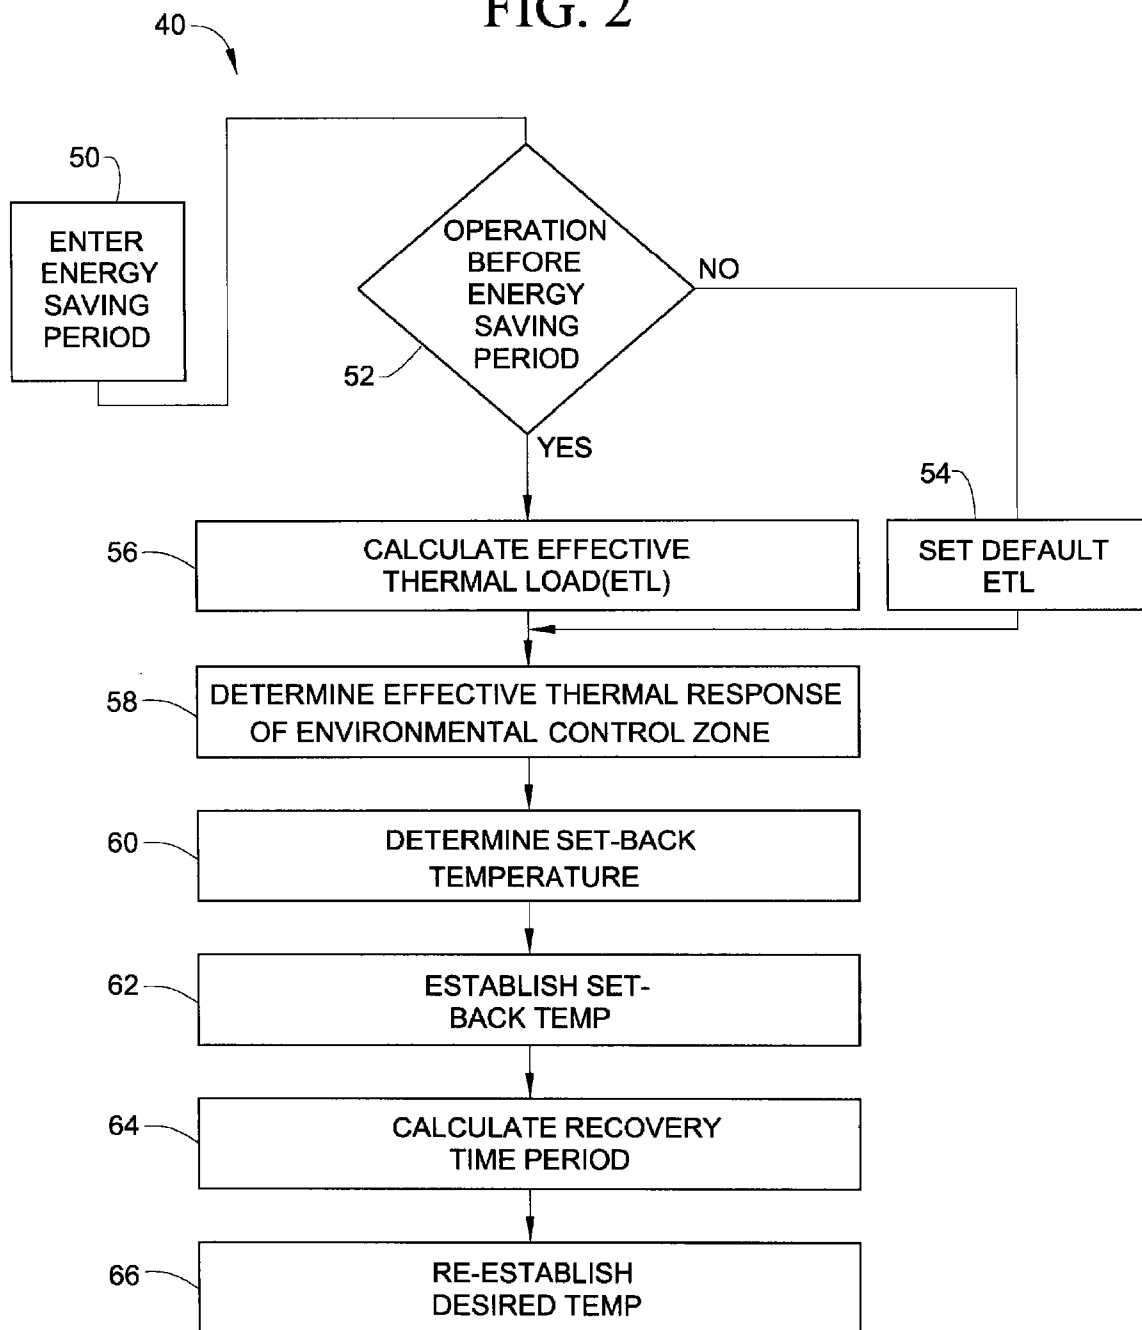 FIG. 2
40
50
ENTER
ENERGY
SAVING
PERIOD
OPERATION
BEFORE
ENERGY
SAVING
PERIOD
52
NO
YES
54
56
CALCULATE EFFECTIVE
THERMAL LOAD(ETL)
SET DEFAULT
ETL
58
DETERMINE EFFECTIVE THERMAL RESPONSE
OF ENVIRONMENTAL CONTROL ZONE
60
DETERMINE SET-BACK
TEMPERATURE
62
ESTABLISH SET-
BACK TEMP
64
CALCULATE RECOVERY
TIME PERIOD
66
RE-ESTABLISH
DESIRED TEMP